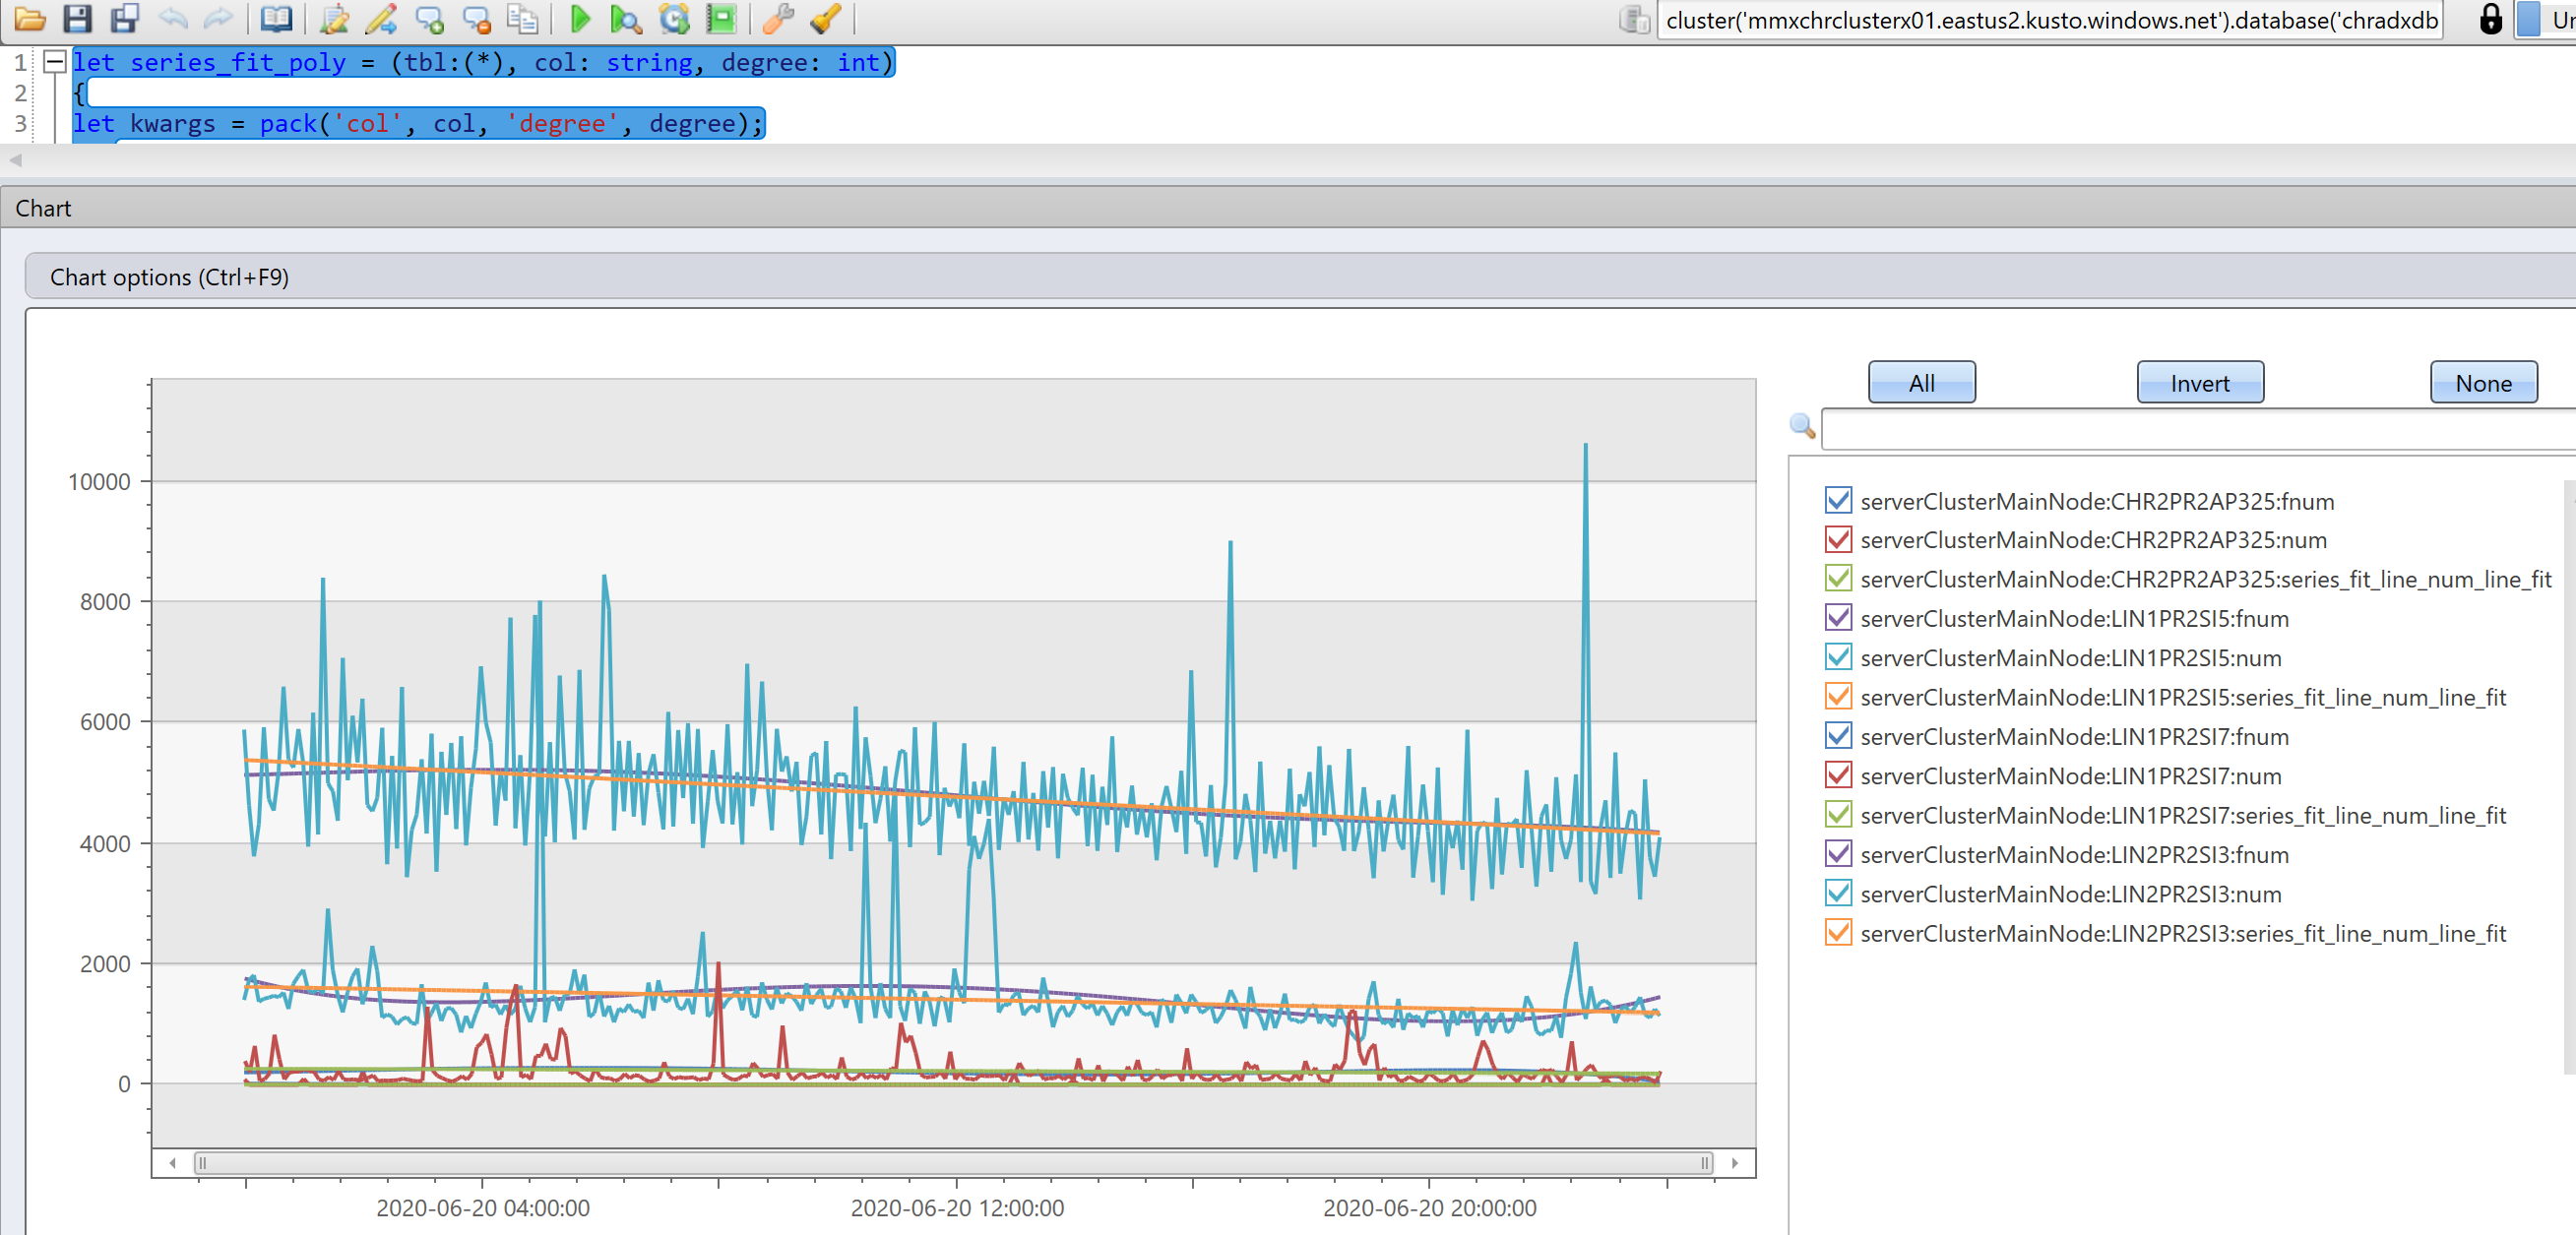 cluster('mmxchrclusterx01.eastus2.kusto.windows.net').database('chradxdb
1 let series_fit_poly = (tbl:(*), col: string, degree: int)
2 {
3 let kwargs = pack('col', col, 'degree', degree);
Chart
Chart options (Ctrl+F9)
All Invert None
10000
8000
6000
4000
2000
0
2020-06-20 04:00:00 2020-06-20 12:00:00 2020-06-20 20:00:00
serverClusterMainNode:CHR2PR2AP325:fnum
serverClusterMainNode:CHR2PR2AP325:num
serverClusterMainNode:CHR2PR2AP325:series_fit_line_num_line_fit
serverClusterMainNode:LIN1PR2SI5:fnum
serverClusterMainNode:LIN1PR2SI5:num
serverClusterMainNode:LIN1PR2SI5:series_fit_line_num_line_fit
serverClusterMainNode:LIN1PR2SI7:fnum
serverClusterMainNode:LIN1PR2SI7:num
serverClusterMainNode:LIN1PR2SI7:series_fit_line_num_line_fit
serverClusterMainNode:LIN2PR2SI3:fnum
serverClusterMainNode:LIN2PR2SI3:num
serverClusterMainNode:LIN2PR2SI3:series_fit_line_num_line_fit